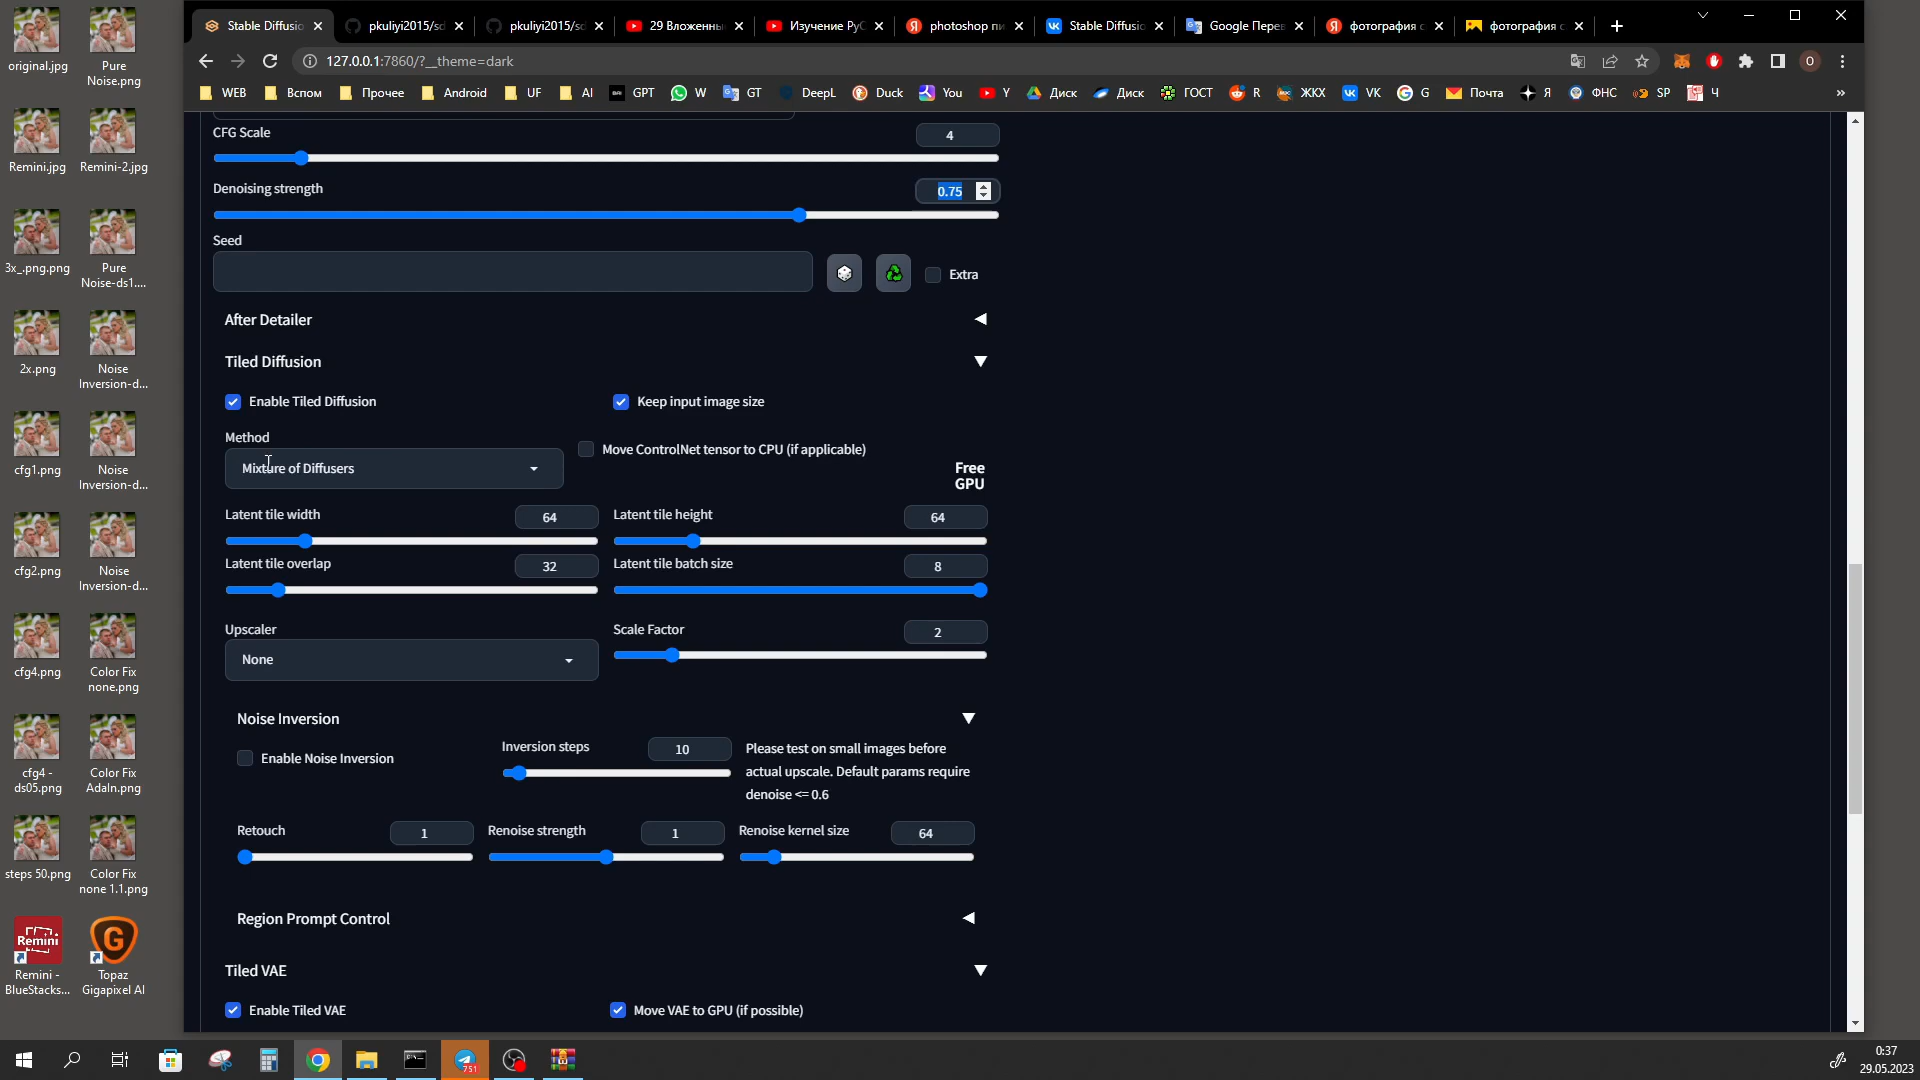 Stable Diffusio
pkuliyi2015/sd
pkuliyi2015/sd
29 Вложеннь
Изучение РуС
photoshop пи
Stable Diffusio
Google Перев
фотография с
фотография с
127.0.0.1:7860/?__theme=dark
WEB Вспом Прочее Android UF AI GPT W GT DeepL Duck You Y Диск Диск ГОСТ R ЖКХ VK G Почта Я ФНС SP Ч
original.jpg
Pure Noise.png
Remini.jpg
Remini-2.jpg
3x_.png.png
Pure Noise-ds1....
2x.png
Noise Inversion-d...
cfg1.png
Noise Inversion-d...
cfg2.png
Noise Inversion-d...
cfg4.png
Color Fix none.png
cfg4 - ds05.png
Color Fix AdaIn.png
steps 50.png
Color Fix none 1.1.png
Remini
Remini - BlueStacks...
Topaz Gigapixel AI
CFG Scale
4
Denoising strength
0.75
Seed
Extra
After Detailer
Tiled Diffusion
Enable Tiled Diffusion
Keep input image size
Method
Mixture of Diffusers
Move ControlNet tensor to CPU (if applicable)
Free
GPU
Latent tile width
64
Latent tile height
64
Latent tile overlap
32
Latent tile batch size
8
Upscaler
None
Scale Factor
2
Noise Inversion
Enable Noise Inversion
Inversion steps
10
Please test on small images before
actual upscale. Default params require
denoise <= 0.6
Retouch
1
Renoise strength
1
Renoise kernel size
64
Region Prompt Control
Tiled VAE
Enable Tiled VAE
Move VAE to GPU (if possible)
751
0:37
29.05.2023